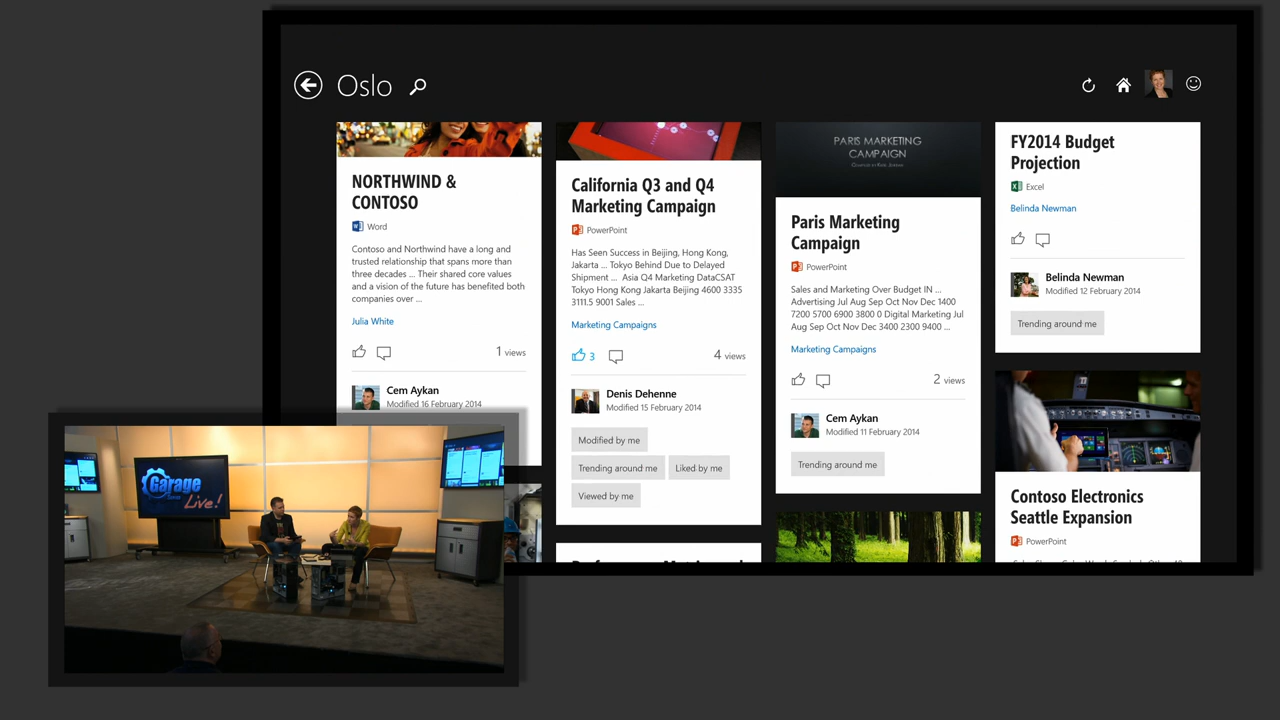 Oslo
NORTHWIND &
CONTOSO
Word
Contoso and Northwind have a long and
trusted relationship that spans more than
three decades ... Their shared core values
and a vision of the future has benefited both
companies over ...
Julia White
1 views
Cem Aykan
Modified 16 February 2014
California Q3 and Q4
Marketing Campaign
PowerPoint
Has Seen Success in Beijing, Hong Kong,
Jakarta ... Tokyo Behind Due to Delayed
Shipment ... Asia Q4 Marketing DataCSAT
Tokyo Hong Kong Jakarta Beijing 4600 3335
3111.5 9001 Sales ...
Marketing Campaigns
3
4 views
Denis Dehenne
Modified 15 February 2014
Modified by me
Trending around me
Liked by me
Viewed by me
PARIS MARKETING
CAMPAIGN
Paris Marketing
Campaign
PowerPoint
Sales and Marketing Over Budget IN ...
Advertising Jul Aug Sep Oct Nov Dec 1400
7200 5700 6900 3800 0 Digital Marketing Jul
Aug Sep Oct Nov Dec 3400 2300 9400 ...
Marketing Campaigns
2 views
Cem Aykan
Modified 11 February 2014
Trending around me
FY2014 Budget
Projection
Excel
Belinda Newman
Belinda Newman
Modified 12 February 2014
Trending around me
Contoso Electronics
Seattle Expansion
PowerPoint
Garage
Live!